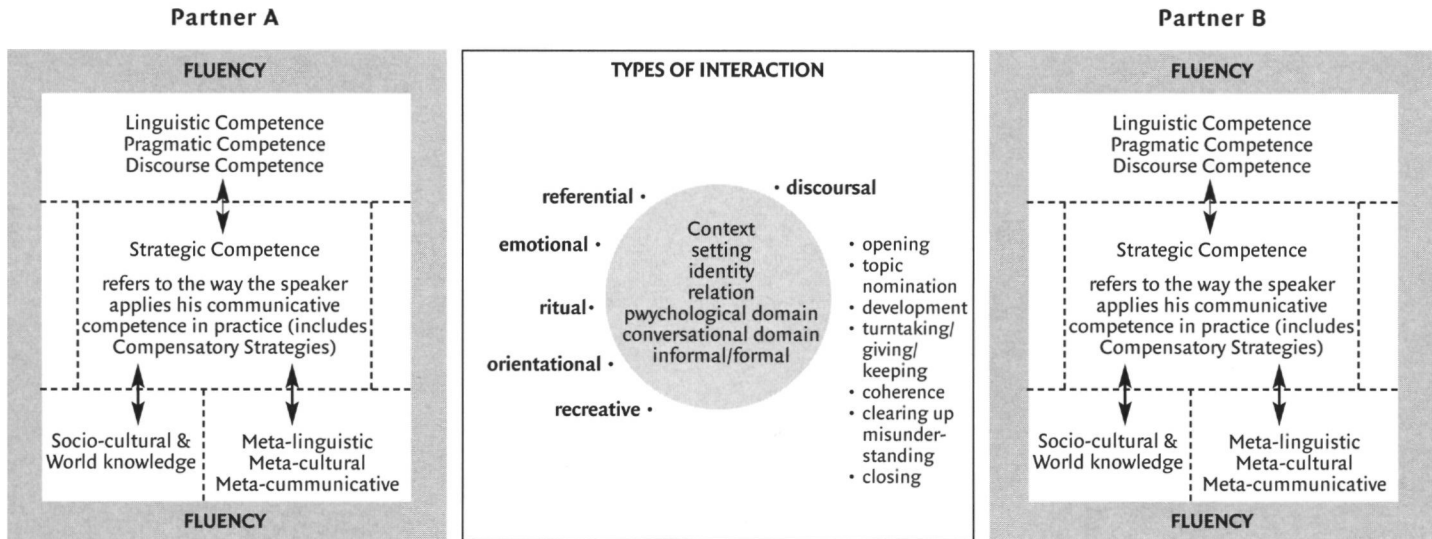 Partner A
FLUENCY
Linguistic Competence
Pragmatic Competence
Discourse Competence
Strategic Competence
refers to the way the speaker
applies his communicative
competence in practice (includes
Compensatory Strategies)
Socio-cultural &
World knowledge
Meta-linguistic
Meta-cultural
Meta-cummunicative
FLUENCY
TYPES OF INTERACTION
referential •
emotional •
ritual •
orientational •
recreative •
Context
setting
identity
relation
pwychological domain
conversational domain
informal/formal
• discoursal
• opening
• topic
nomination
• development
• turntaking/
giving/
keeping
• coherence
• clearing up
misunder-
standing
• closing
Partner B
FLUENCY
Linguistic Competence
Pragmatic Competence
Discourse Competence
Strategic Competence
refers to the way the speaker
applies his communicative
competence in practice (includes
Compensatory Strategies)
Socio-cultural &
World knowledge
Meta-linguistic
Meta-cultural
Meta-cummunicative
FLUENCY